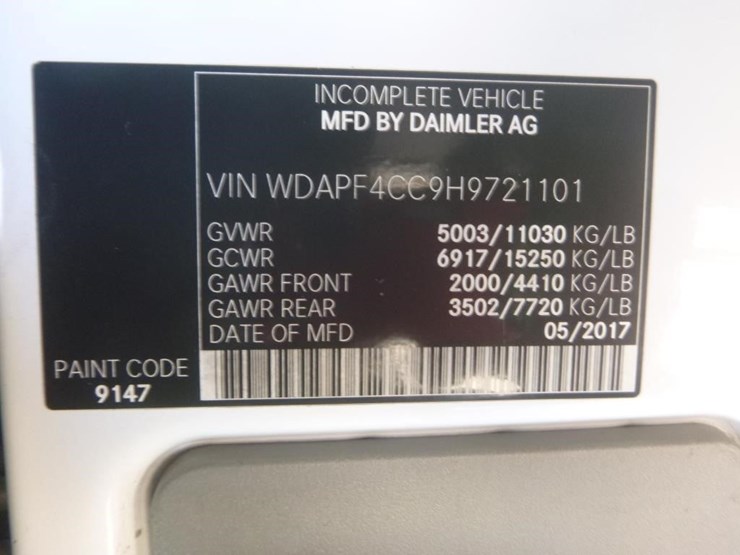 INCOMPLETE VEHICLE
MFD BY DAIMLER AG
VIN WDAPF4CC9H9721101
GVWR 5003/11030 KG/LB
GCWR 6917/15250 KG/LB
GAWR FRONT 2000/4410 KG/LB
GAWR REAR 3502/7720 KG/LB
DATE OF MFD 05/2017
PAINT CODE
9147